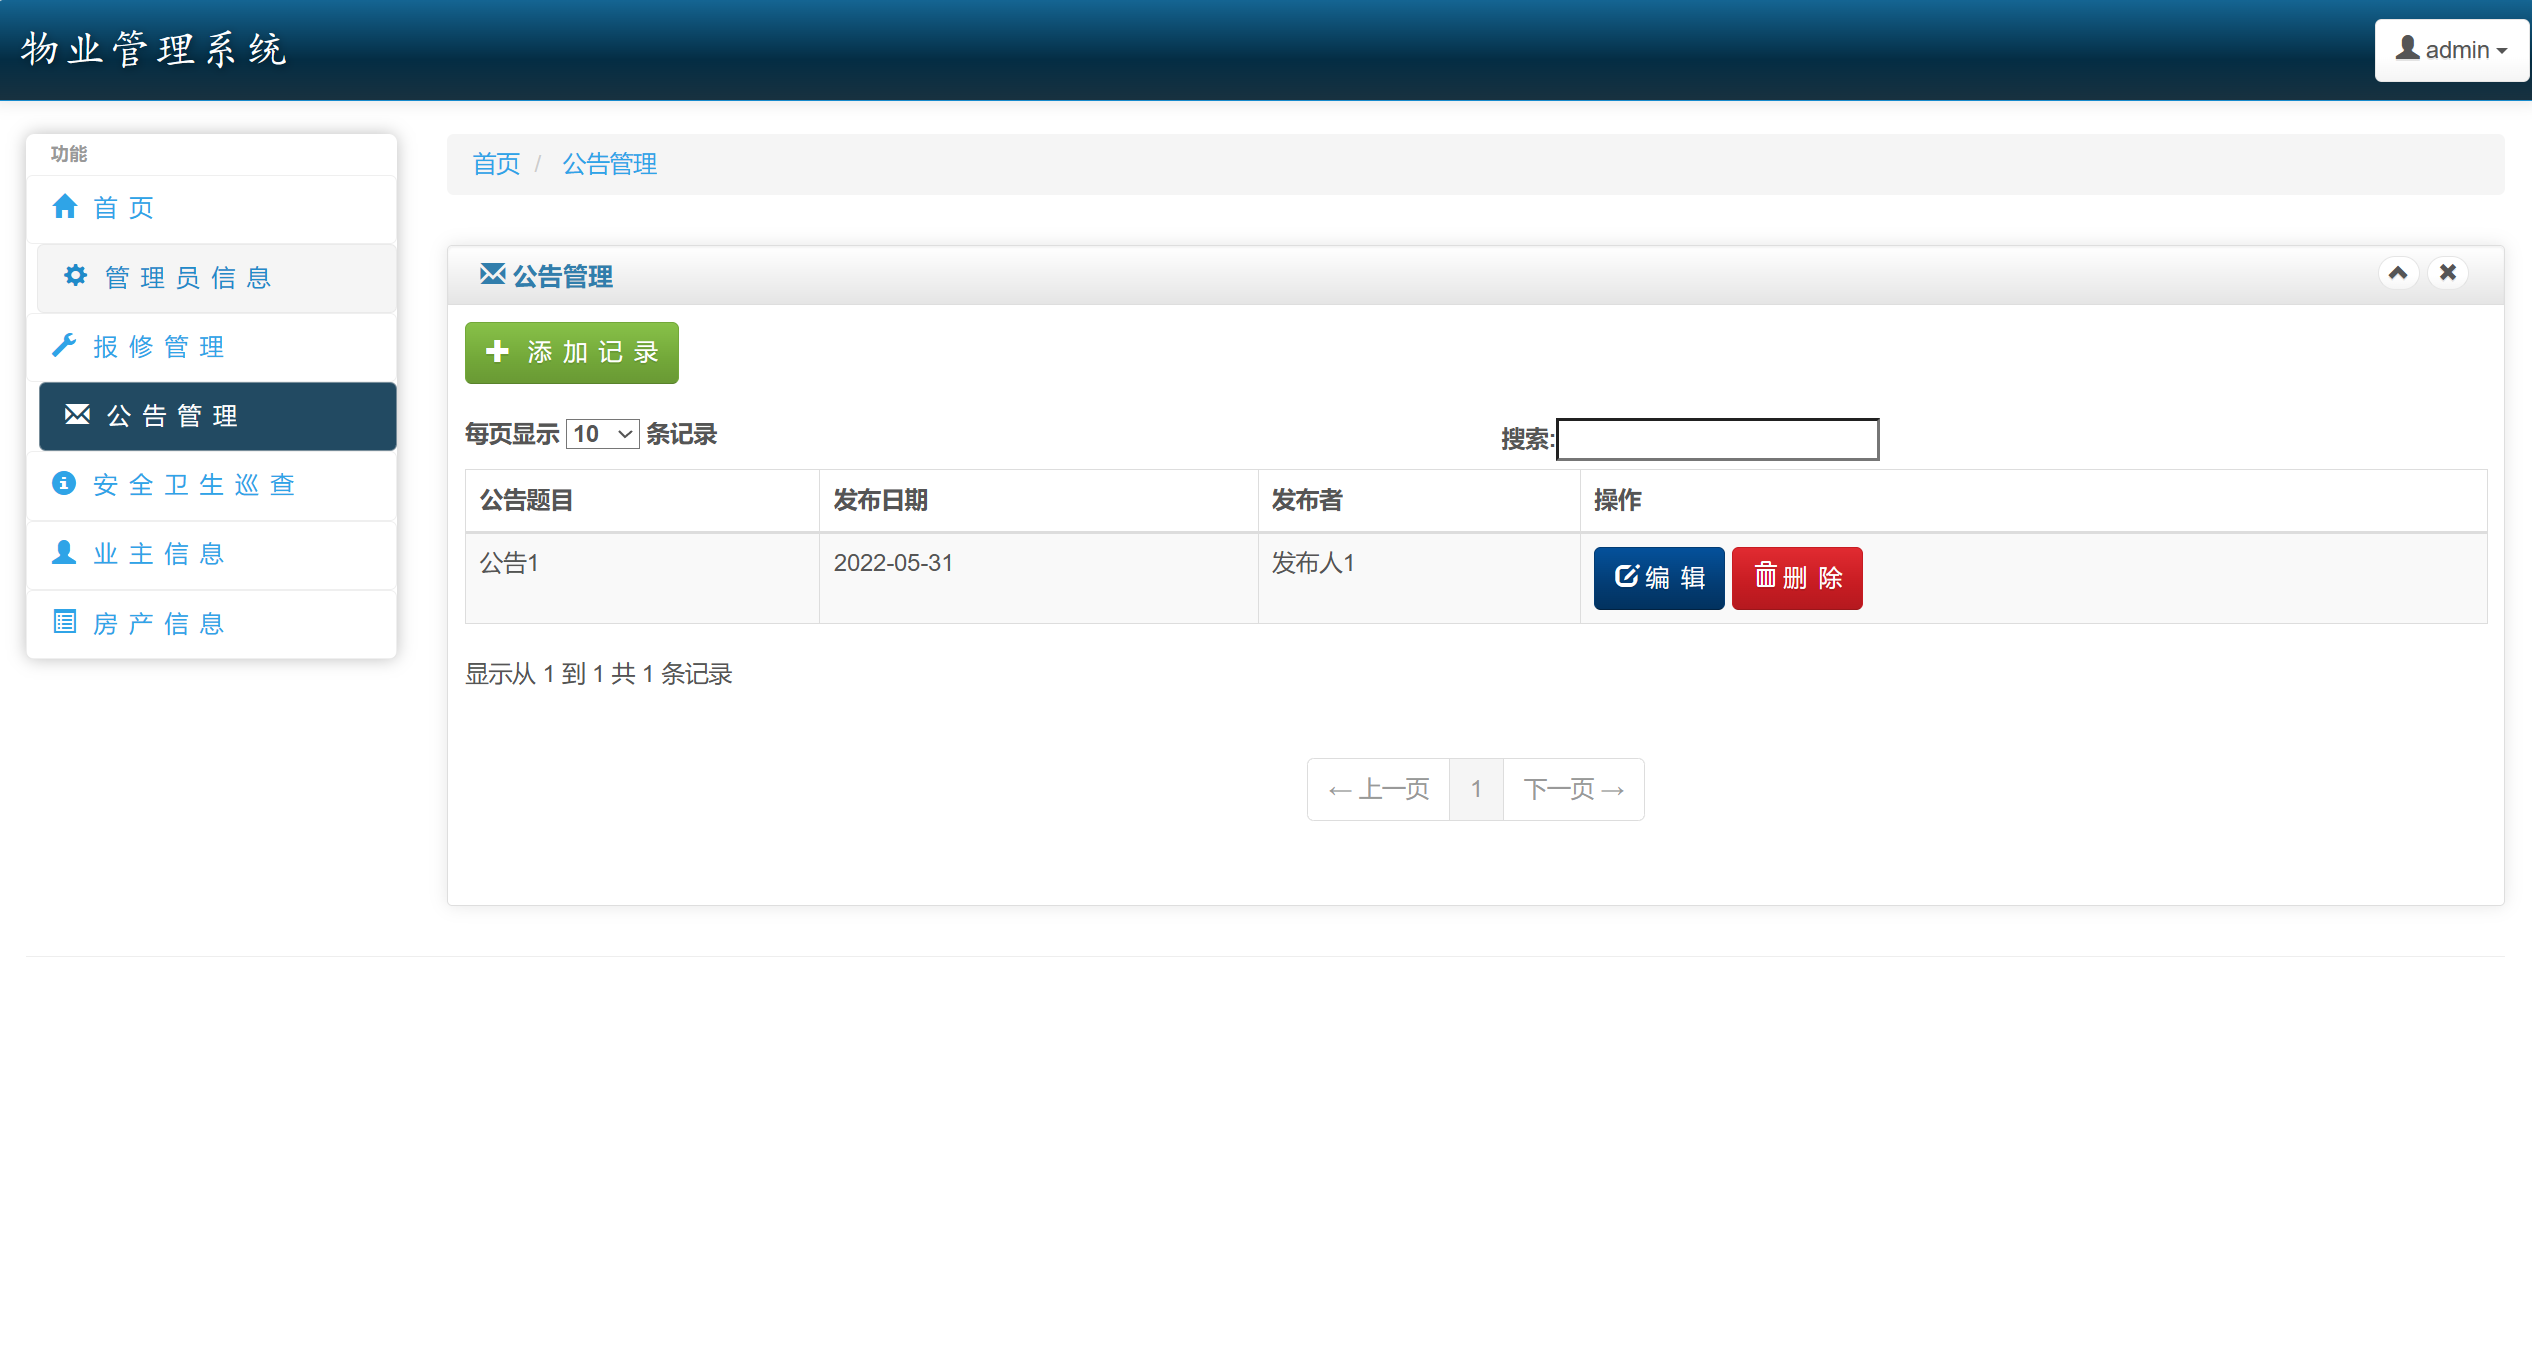 物业管理系统
admin
功能
首页
管理员信息
报修管理
公告管理
安全卫生巡查
业主信息
房产信息
首页 / 公告管理
公告管理
添加记录
每页显示 10 条记录
搜索:
公告题目 发布日期 发布者 操作
公告1 2022-05-31 发布人1 编辑 删除
显示从 1 到 1 共 1 条记录
← 上一页 1 下一页 →